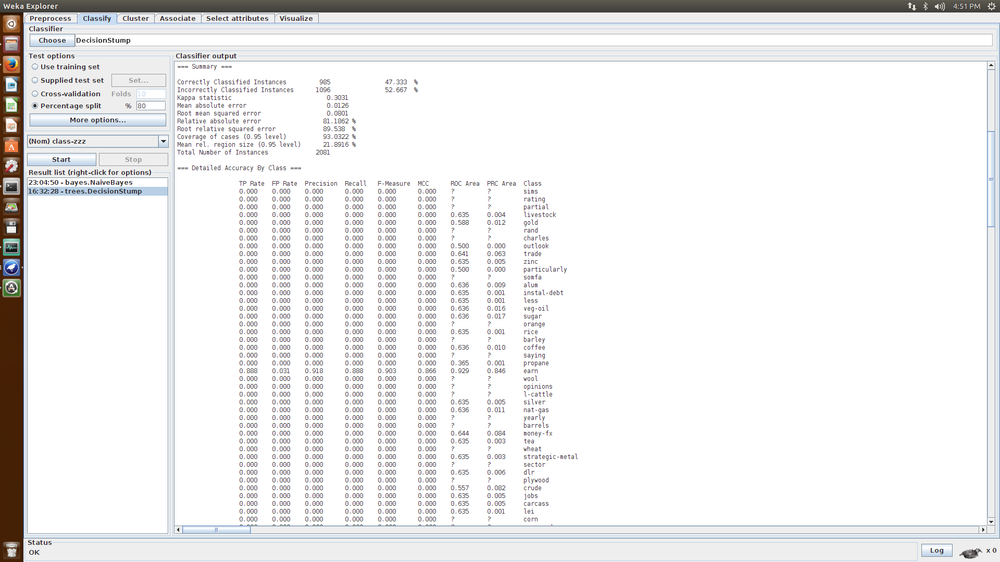 Weka Explorer
4:51 PM
Preprocess Classify Cluster Associate Select attributes Visualize
Classifier
Choose DecisionStump
Test options
Use training set
Supplied test set Set...
Cross-validation Folds 10
Percentage split % 80
More options...
(Nom) class-zzz
Start Stop
Result list (right-click for options)
23:04:50 - bayes.NaiveBayes
16:32:28 - trees.DecisionStump
Classifier output
=== Summary ===
Correctly Classified Instances 985 47.333 %
Incorrectly Classified Instances 1096 52.667 %
Kappa statistic 0.3031
Mean absolute error 0.0126
Root mean squared error 0.0801
Relative absolute error 81.1862 %
Root relative squared error 89.538 %
Coverage of cases (0.95 level) 93.0322 %
Mean rel. region size (0.95 level) 21.8916 %
Total Number of Instances 2081
=== Detailed Accuracy By Class ===
TP Rate FP Rate Precision Recall F-Measure MCC ROC Area PRC Area Class
0.000 0.000 0.000 0.000 0.000 0.000 ? ? sims
0.000 0.000 0.000 0.000 0.000 0.000 ? ? rating
0.000 0.000 0.000 0.000 0.000 0.000 ? ? partial
0.000 0.000 0.000 0.000 0.000 0.000 0.635 0.004 livestock
0.000 0.000 0.000 0.000 0.000 0.000 0.588 0.012 gold
0.000 0.000 0.000 0.000 0.000 0.000 ? ? rand
0.000 0.000 0.000 0.000 0.000 0.000 ? ? charles
0.000 0.000 0.000 0.000 0.000 0.000 0.500 0.000 outlook
0.000 0.000 0.000 0.000 0.000 0.000 0.641 0.063 trade
0.000 0.000 0.000 0.000 0.000 0.000 0.635 0.005 zinc
0.000 0.000 0.000 0.000 0.000 0.000 0.500 0.000 particularly
0.000 0.000 0.000 0.000 0.000 0.000 ? ? somfa
0.000 0.000 0.000 0.000 0.000 0.000 0.636 0.009 alum
0.000 0.000 0.000 0.000 0.000 0.000 0.635 0.001 instal-debt
0.000 0.000 0.000 0.000 0.000 0.000 0.635 0.001 less
0.000 0.000 0.000 0.000 0.000 0.000 0.636 0.016 veg-oil
0.000 0.000 0.000 0.000 0.000 0.000 0.636 0.017 sugar
0.000 0.000 0.000 0.000 0.000 0.000 ? ? orange
0.000 0.000 0.000 0.000 0.000 0.000 0.635 0.001 rice
0.000 0.000 0.000 0.000 0.000 0.000 ? ? barley
0.000 0.000 0.000 0.000 0.000 0.000 0.636 0.010 coffee
0.000 0.000 0.000 0.000 0.000 0.000 ? ? saying
0.000 0.000 0.000 0.000 0.000 0.000 0.365 0.001 propane
0.888 0.031 0.918 0.888 0.903 0.866 0.929 0.846 earn
0.000 0.000 0.000 0.000 0.000 0.000 ? ? wool
0.000 0.000 0.000 0.000 0.000 0.000 ? ? opinions
0.000 0.000 0.000 0.000 0.000 0.000 ? ? l-cattle
0.000 0.000 0.000 0.000 0.000 0.000 0.635 0.005 silver
0.000 0.000 0.000 0.000 0.000 0.000 0.636 0.011 nat-gas
0.000 0.000 0.000 0.000 0.000 0.000 ? ? yearly
0.000 0.000 0.000 0.000 0.000 0.000 ? ? barrels
0.000 0.000 0.000 0.000 0.000 0.000 0.644 0.084 money-fx
0.000 0.000 0.000 0.000 0.000 0.000 0.635 0.003 tea
0.000 0.000 0.000 0.000 0.000 0.000 ? ? wheat
0.000 0.000 0.000 0.000 0.000 0.000 0.635 0.003 strategic-metal
0.000 0.000 0.000 0.000 0.000 0.000 ? ? sector
0.000 0.000 0.000 0.000 0.000 0.000 0.635 0.006 dlr
0.000 0.000 0.000 0.000 0.000 0.000 ? ? plywood
0.000 0.000 0.000 0.000 0.000 0.000 0.557 0.082 crude
0.000 0.000 0.000 0.000 0.000 0.000 0.635 0.005 jobs
0.000 0.000 0.000 0.000 0.000 0.000 0.635 0.005 carcass
0.000 0.000 0.000 0.000 0.000 0.000 0.635 0.001 lei
0.000 0.000 0.000 0.000 0.000 0.000 ? ? corn
Status
OK
Log x 0